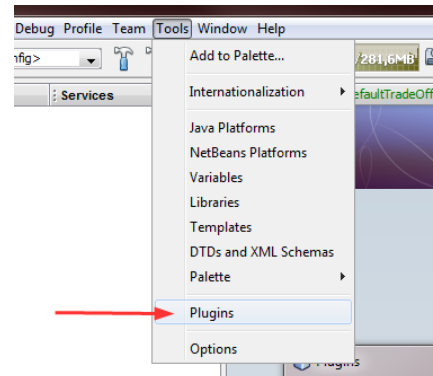 Debug Profile Team Tools Window Help
nfig>
Add to Palette...
/281,6MB
Services
Internationalization
efaultTradeOff
Java Platforms
NetBeans Platforms
Variables
Libraries
Templates
DTDs and XML Schemas
Palette
Plugins
Options
Plugins